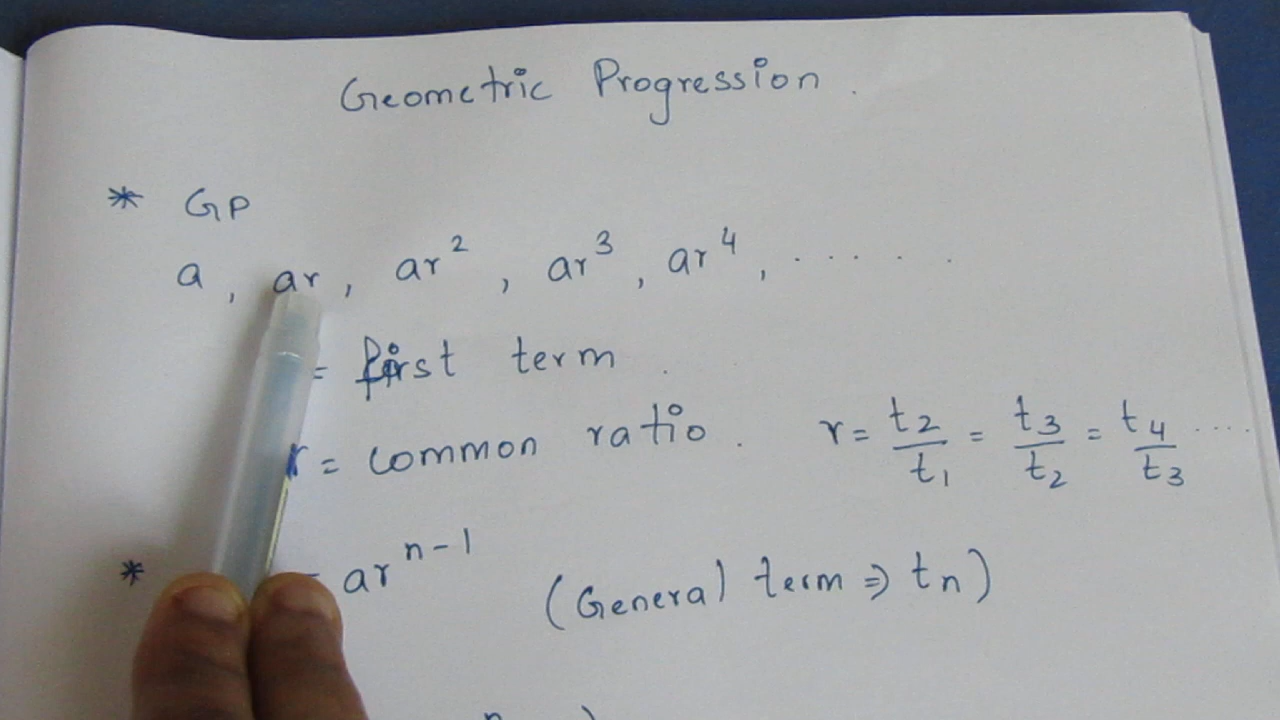 Geometric Progression .
* GP
a , ar , ar² , ar³ , ar⁴ , . . . . . . .
= first term .
r = common ratio . r = t₂/t₁ = t₃/t₂ = t₄/t₃ ....
* = ar^(n-1) (General term ⇒ tₙ)
n )